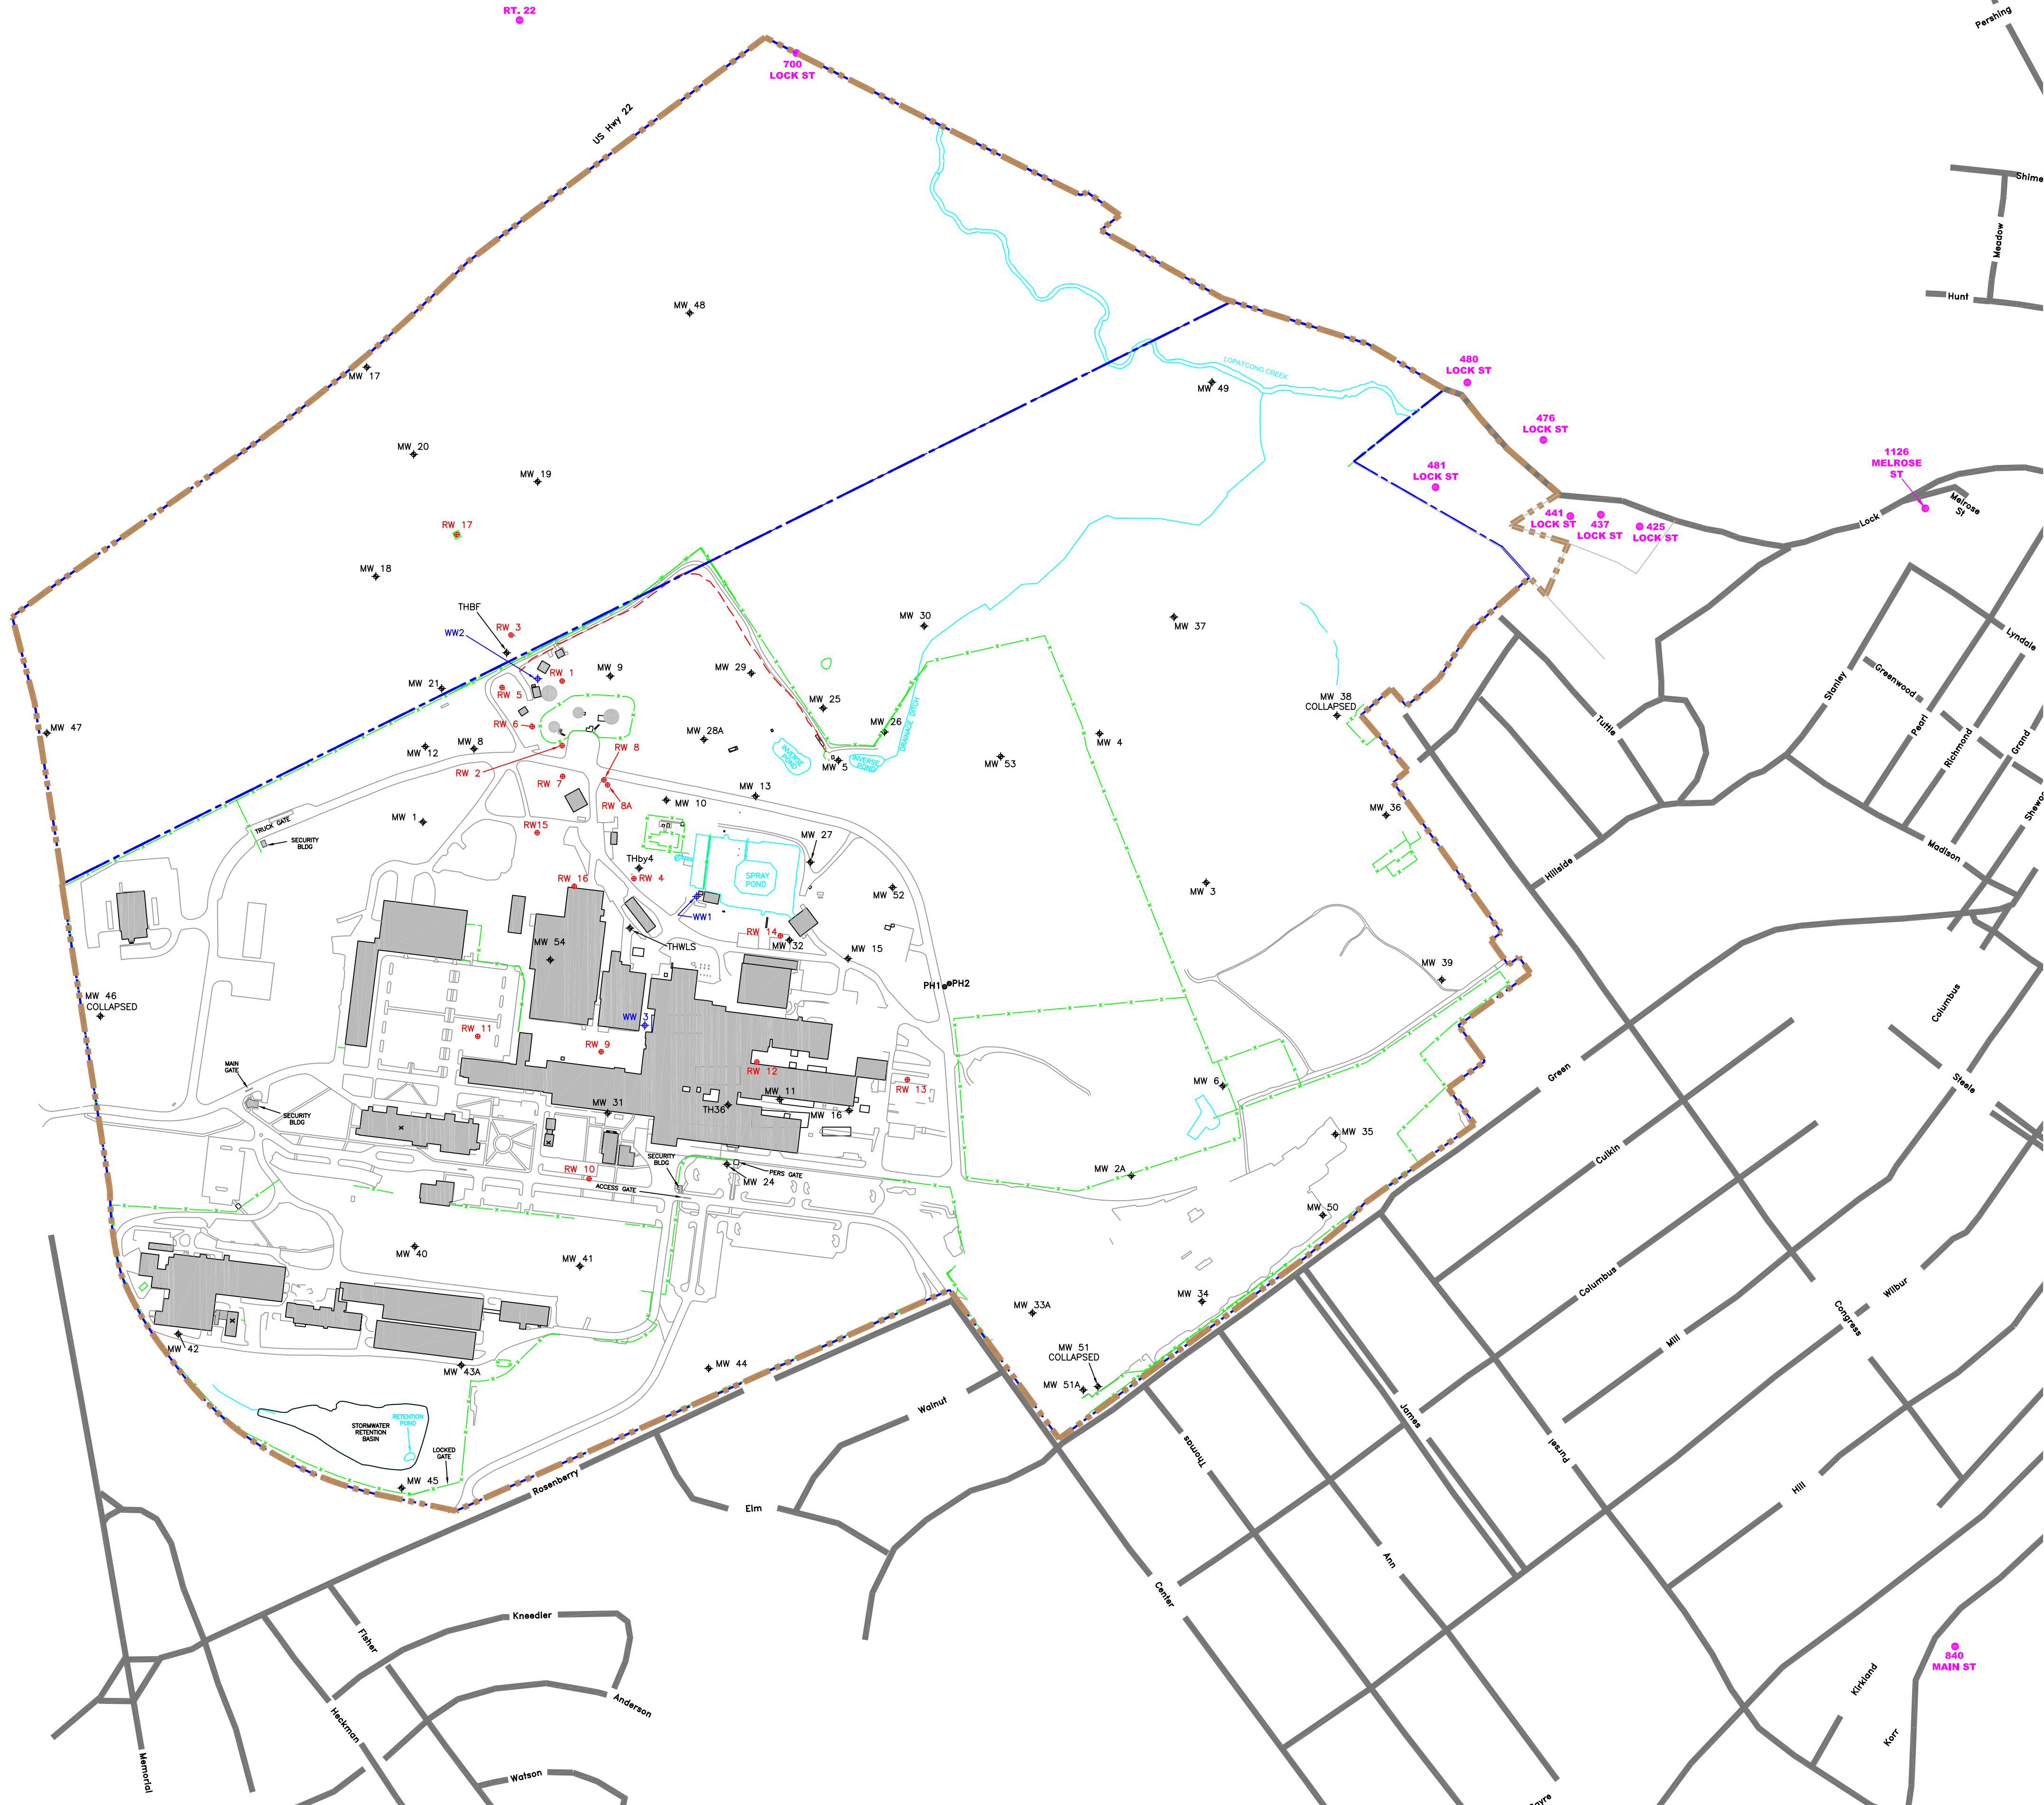 RT. 22
Pershing
700
LOCK ST
US Hwy 22
Meadow
Hunt
MW 48
MW 17
LOPATCONG CREEK
MW 49
480
LOCK ST
476
LOCK ST
481
LOCK ST
1126
MELROSE
ST
Melrose
St
Lock
441
LOCK ST
437
LOCK ST
425
LOCK ST
MW 20
MW 19
RW 17
MW 18
THBF
RW 3
WW2
MW 30
MW 37
Lyndale
Greenwood
Stanley
Pearl
Richmond
Grand
Tuttle
MW 21
RW 5
RW 1
MW 9
MW 29
MW 25
MW 26
DRAINAGE DITCH
MW 38
COLLAPSED
MW 47
RW 6
MW 12
MW 8
MW 28A
RW 8
RW 2
RW 7
RW 8A
INVERSE
POND
MW 5
INVERSE
POND
MW 53
MW 4
MW 10
MW 13
MW 36
MW 1
TRUCK GATE
SECURITY
BLDG
RW15
MW 27
THby4
RW 4
RW 16
SPRAY
POND
MW 52
MW 3
Hillside
Madison
WW1
MW 54
THWLS
RW 14
MW 32
MW 15
MW 39
PH1
PH2
MW 46
COLLAPSED
WW 3
RW 11
RW 9
RW 12
RW 13
MAIN
GATE
SECURITY
BLDG
MW 31
TH36
MW 11
MW 16
MW 6
Green
Columbus
Steele
MW 35
Culkin
RW 10
SECURITY
BLDG
ACCESS GATE
MW 24
PERS GATE
MW 2A
MW 50
MW 40
MW 41
MW 33A
MW 34
Columbus
Mill
Congress
Wilbur
MW 42
MW 43A
MW 44
MW 51
COLLAPSED
MW 51A
Walnut
James
Thomas
Pursel
Hill
STORMWATER
RETENTION
BASIN
RETENTION
POND
LOCKED
GATE
MW 45
Rosenberry
Elm
Center
Ann
Kneedler
Fisher
Anderson
Heckman
Memorial
Watson
840
MAIN ST
Kirkland
Korr